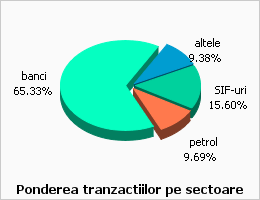 altele
9.38%
banci
65.33%
SIF-uri
15.60%
petrol
9.69%
Ponderea tranzactiilor pe sectoare